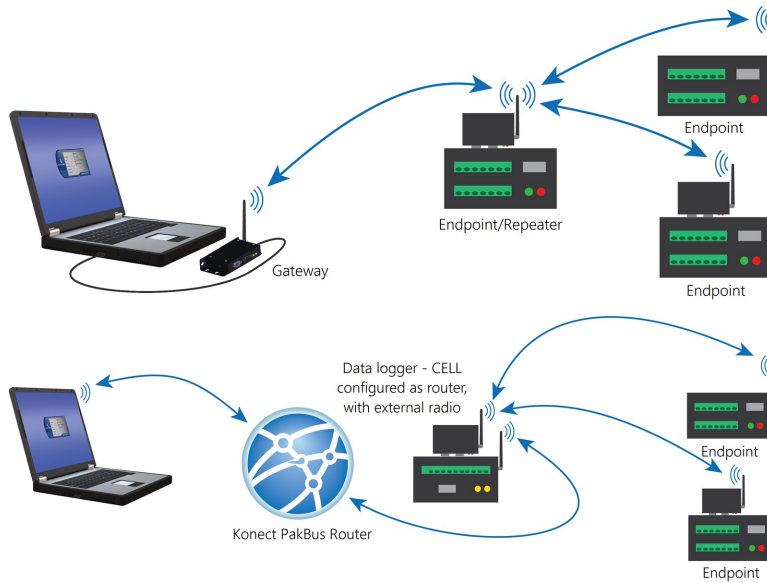 Endpoint
Endpoint/Repeater
Gateway
Endpoint
Data logger - CELL
configured as router,
with external radio
Endpoint
Konect PakBus Router
Endpoint